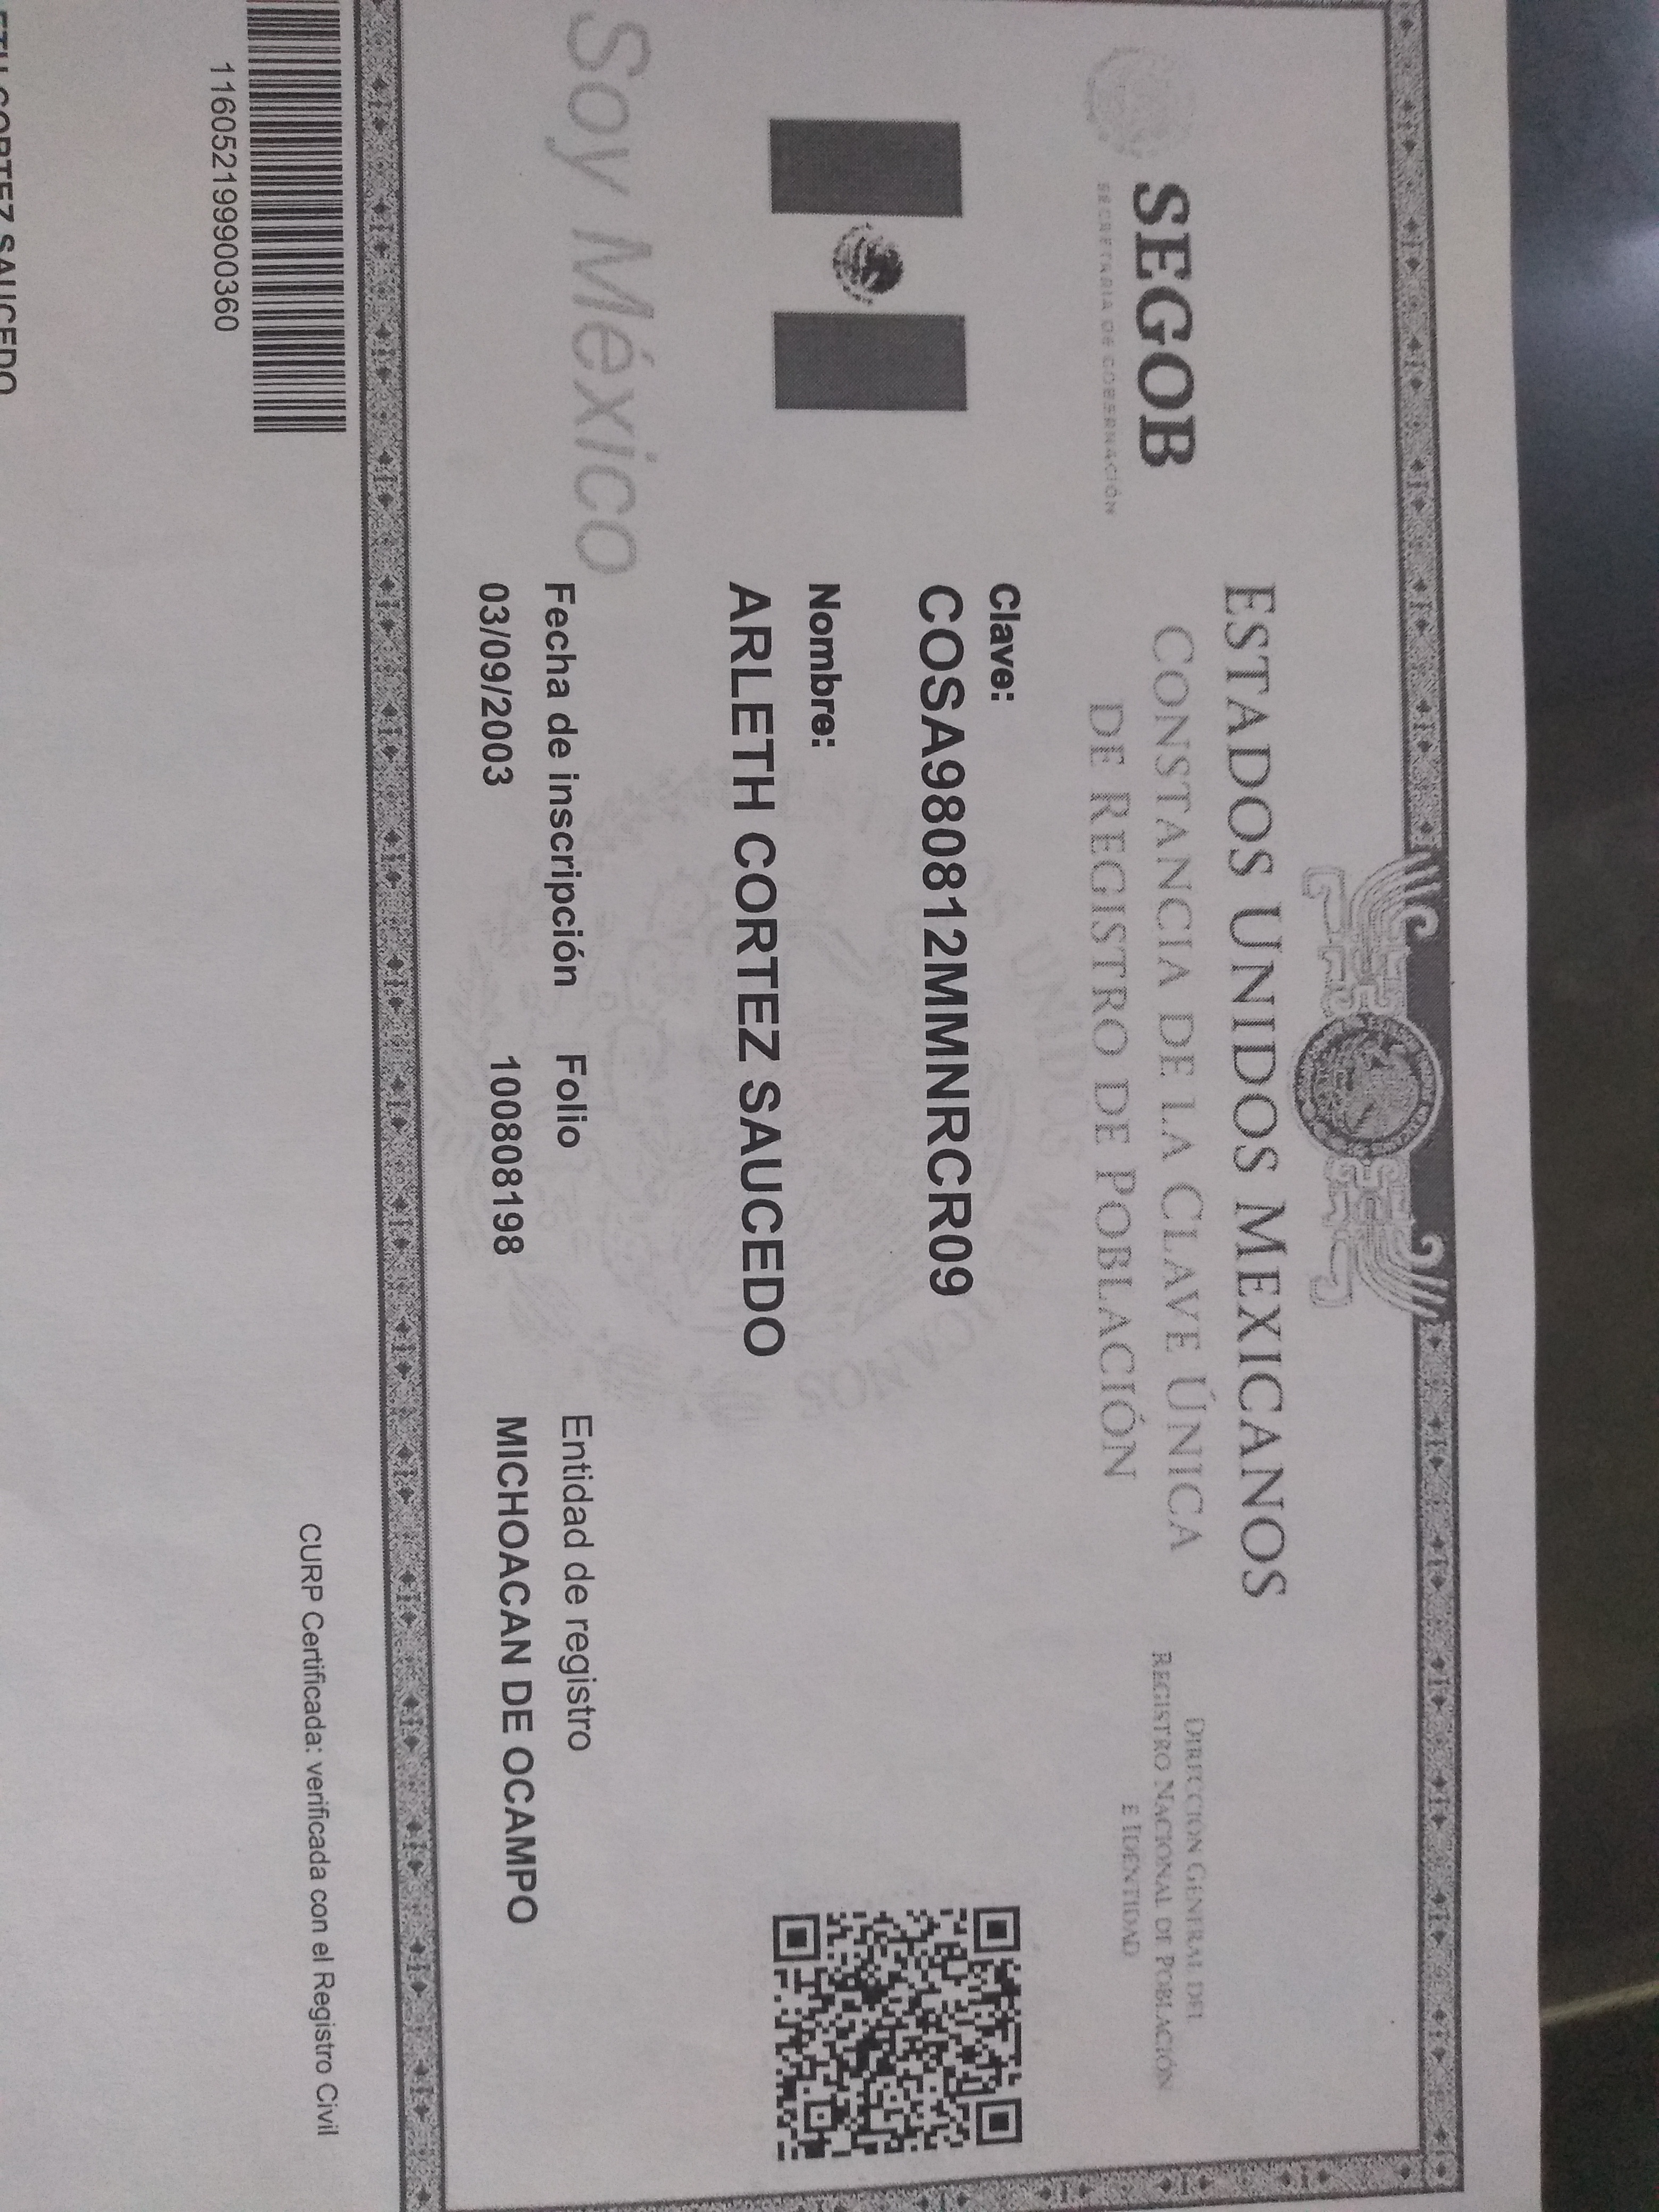 ESTADOS UNIDOS MEXICANOS
CONSTANCIA DE LA CLAVE ÚNICA
DE REGISTRO DE POBLACIÓN
SEGOB
SECRETARÍA DE GOBERNACIÓN
DIRECCIÓN GENERAL DEL
REGISTRO NACIONAL DE POBLACIÓN
E IDENTIDAD
Clave:
COSA980812MMNRCR09
Nombre:
ARLETH CORTEZ SAUCEDO
Soy México
Fecha de inscripción Folio Entidad de registro
03/09/2003 100808198 MICHOACAN DE OCAMPO
116052199900360
CURP Certificada: verificada con el Registro Civil
CORTEZ SAUCEDO